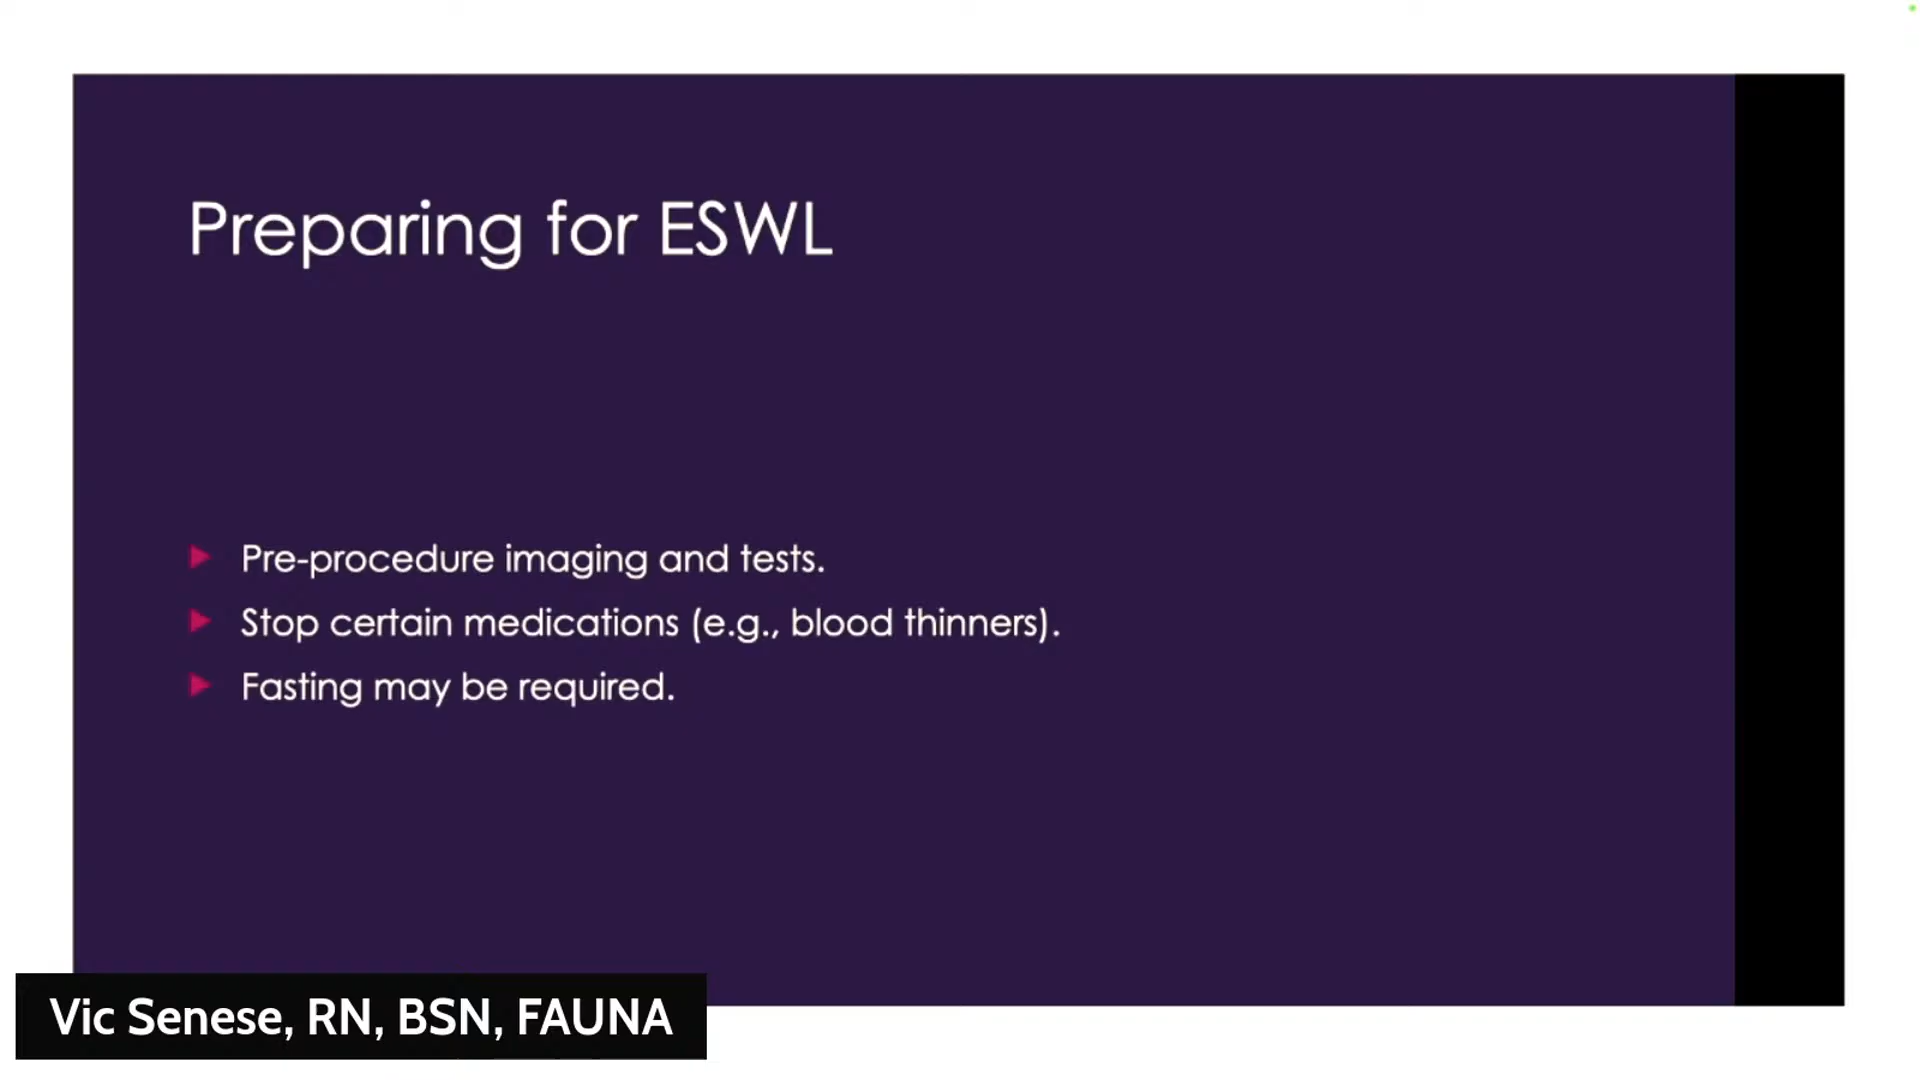 Preparing for ESWL
Pre-procedure imaging and tests.
Stop certain medications (e.g., blood thinners).
Fasting may be required.
Vic Senese, RN, BSN, FAUNA